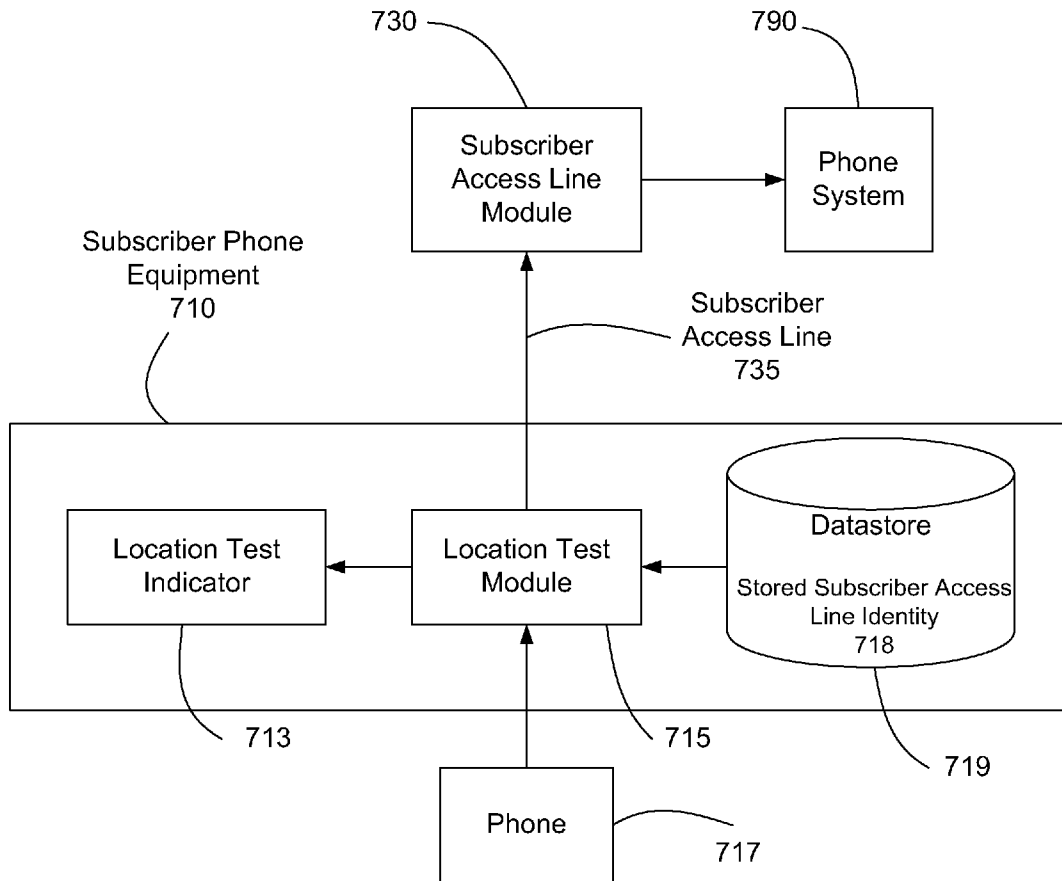 730
790
Subscriber
Access Line
Module
Phone
System
Subscriber Phone
Equipment
710
Subscriber
Access Line
735
Location Test
Indicator
Location Test
Module
Datastore
Stored Subscriber Access
Line Identity
718
713
715
719
Phone
717